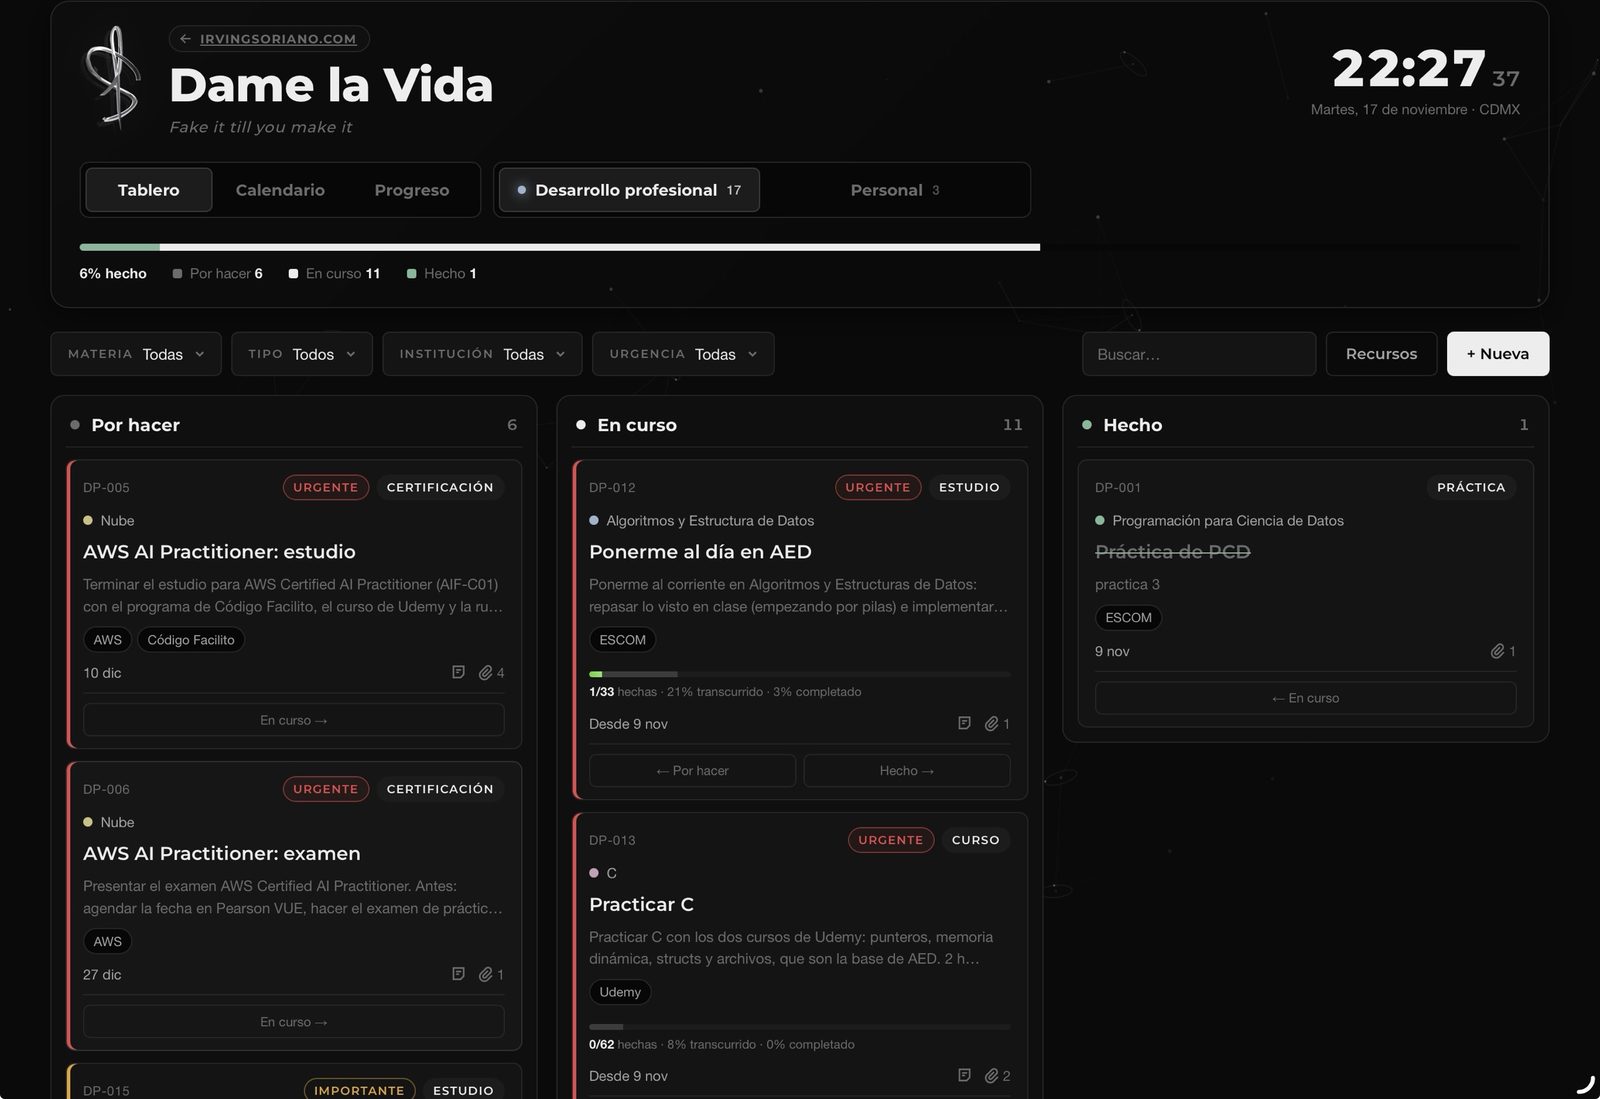 ← IRVINGSORIANO.COM
Dame la Vida
Fake it till you make it
22:27 37
Martes, 17 de noviembre · CDMX
Tablero Calendario Progreso
Desarrollo profesional 17 Personal 3
6% hecho Por hacer 6 En curso 11 Hecho 1
MATERIA Todas TIPO Todos INSTITUCIÓN Todas URGENCIA Todas
Buscar... Recursos + Nueva
Por hacer 6
DP-005 URGENTE CERTIFICACIÓN
Nube
AWS AI Practitioner: estudio
Terminar el estudio para AWS Certified AI Practitioner (AIF-C01)
con el programa de Código Facilito, el curso de Udemy y la ru...
AWS Código Facilito
10 dic 4
En curso →
DP-006 URGENTE CERTIFICACIÓN
Nube
AWS AI Practitioner: examen
Presentar el examen AWS Certified AI Practitioner. Antes:
agendar la fecha en Pearson VUE, hacer el examen de práctic...
AWS
27 dic 1
En curso →
DP-015 IMPORTANTE ESTUDIO
En curso 11
DP-012 URGENTE ESTUDIO
Algoritmos y Estructura de Datos
Ponerme al día en AED
Ponerme al corriente en Algoritmos y Estructuras de Datos:
repasar lo visto en clase (empezando por pilas) e implementar...
ESCOM
1/33 hechas · 21% transcurrido · 3% completado
Desde 9 nov 1
← Por hacer Hecho →
DP-013 URGENTE CURSO
C
Practicar C
Practicar C con los dos cursos de Udemy: punteros, memoria
dinámica, structs y archivos, que son la base de AED. 2 h...
Udemy
0/62 hechas · 8% transcurrido · 0% completado
Desde 9 nov 2
Hecho 1
DP-001 PRÁCTICA
Programación para Ciencia de Datos
Práctica de PCD
practica 3
ESCOM
9 nov 1
← En curso